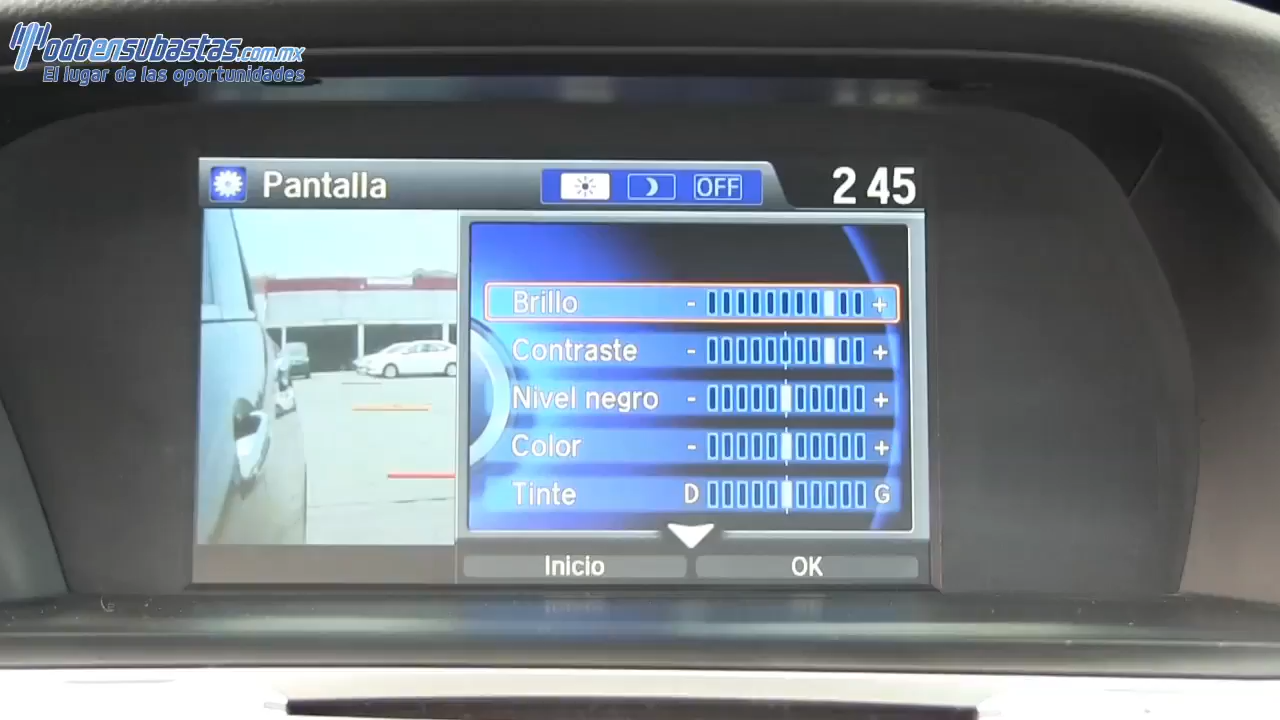 Modoensubastas.com.mx
El lugar de las oportunidades
Pantalla
OFF
2 45
Brillo - +
Contraste - +
Nivel negro - +
Color - +
Tinte D G
Inicio
OK